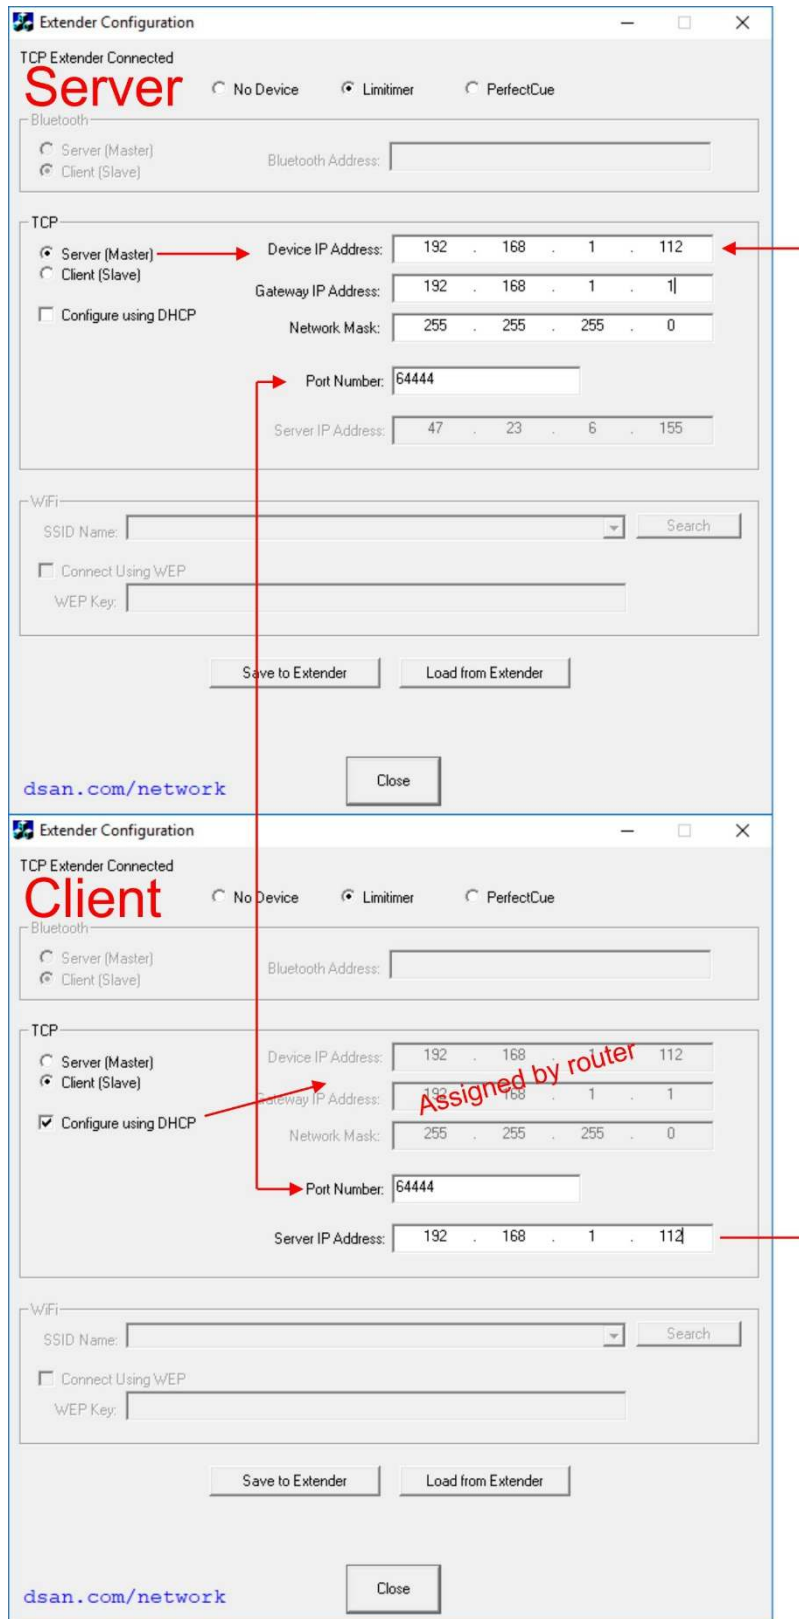 Extender Configuration
TCP Extender Connected
Server
No Device Limitimer PerfectCue
Bluetooth
Server (Master)
Client (Slave)
Bluetooth Address:
TCP
Server (Master)
Client (Slave)
Configure using DHCP
Device IP Address: 192 . 168 . 1 . 112
Gateway IP Address: 192 . 168 . 1 . 1
Network Mask: 255 . 255 . 255 . 0
Port Number: 64444
Server IP Address: 47 . 23 . 6 . 155
WiFi
SSID Name: Search
Connect Using WEP
WEP Key:
Save to Extender Load from Extender
Close
dsan.com/network
Extender Configuration
TCP Extender Connected
Client
No Device Limitimer PerfectCue
Bluetooth
Server (Master)
Client (Slave)
Bluetooth Address:
TCP
Server (Master)
Client (Slave)
Configure using DHCP
Device IP Address: 192 . 168 . 1 . 112
Assigned by router
Gateway IP Address: 192 . 168 . 1 . 1
Network Mask: 255 . 255 . 255 . 0
Port Number: 64444
Server IP Address: 192 . 168 . 1 . 112
WiFi
SSID Name: Search
Connect Using WEP
WEP Key:
Save to Extender Load from Extender
Close
dsan.com/network